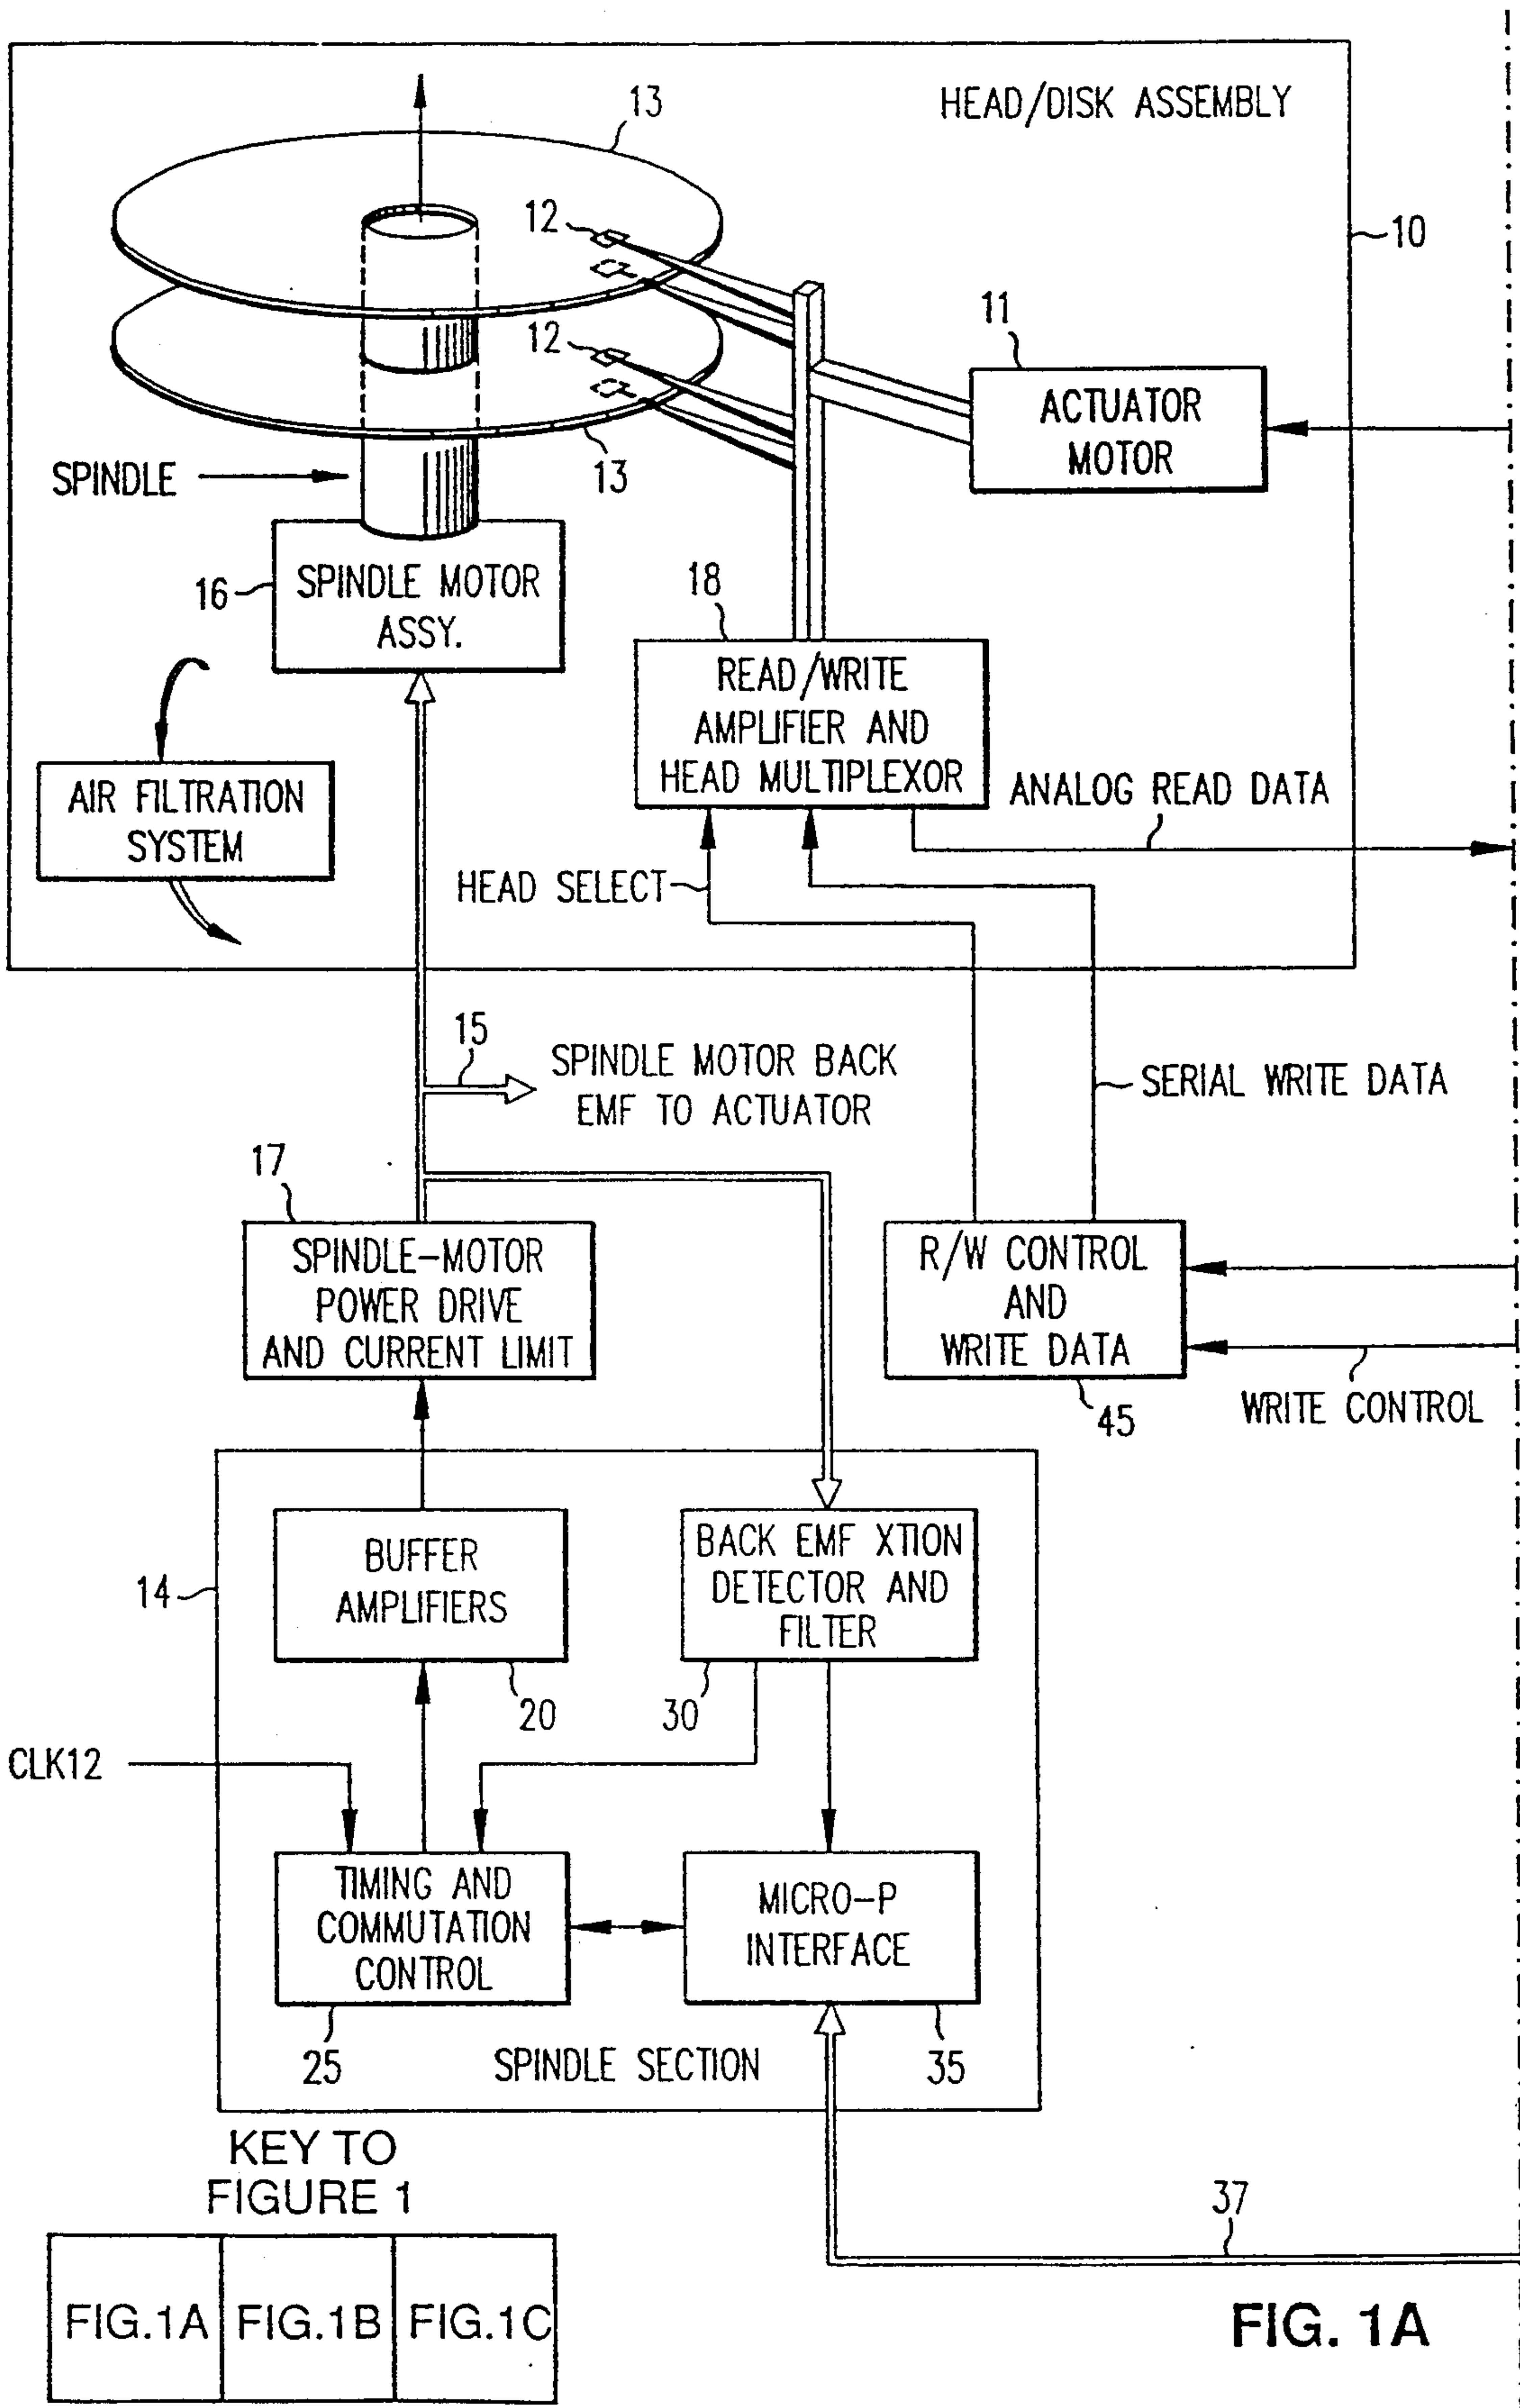 HEAD/DISK ASSEMBLY
13
12
10
11
12
ACTUATOR
MOTOR
SPINDLE
13
16
SPINDLE MOTOR
ASSY.
18
READ/WRITE
AMPLIFIER AND
HEAD MULTIPLEXOR
AIR FILTRATION
SYSTEM
ANALOG READ DATA
HEAD SELECT
15
SPINDLE MOTOR BACK
EMF TO ACTUATOR
SERIAL WRITE DATA
17
SPINDLE-MOTOR
POWER DRIVE
AND CURRENT LIMIT
R/W CONTROL
AND
WRITE DATA
45
WRITE CONTROL
14
BUFFER
AMPLIFIERS
20
BACK EMF XTION
DETECTOR AND
FILTER
30
CLK12
TIMING AND
COMMUTATION
CONTROL
25
MICRO-P
INTERFACE
35
SPINDLE SECTION
37
KEY TO
FIGURE 1
FIG.1A FIG.1B FIG.1C
FIG. 1A